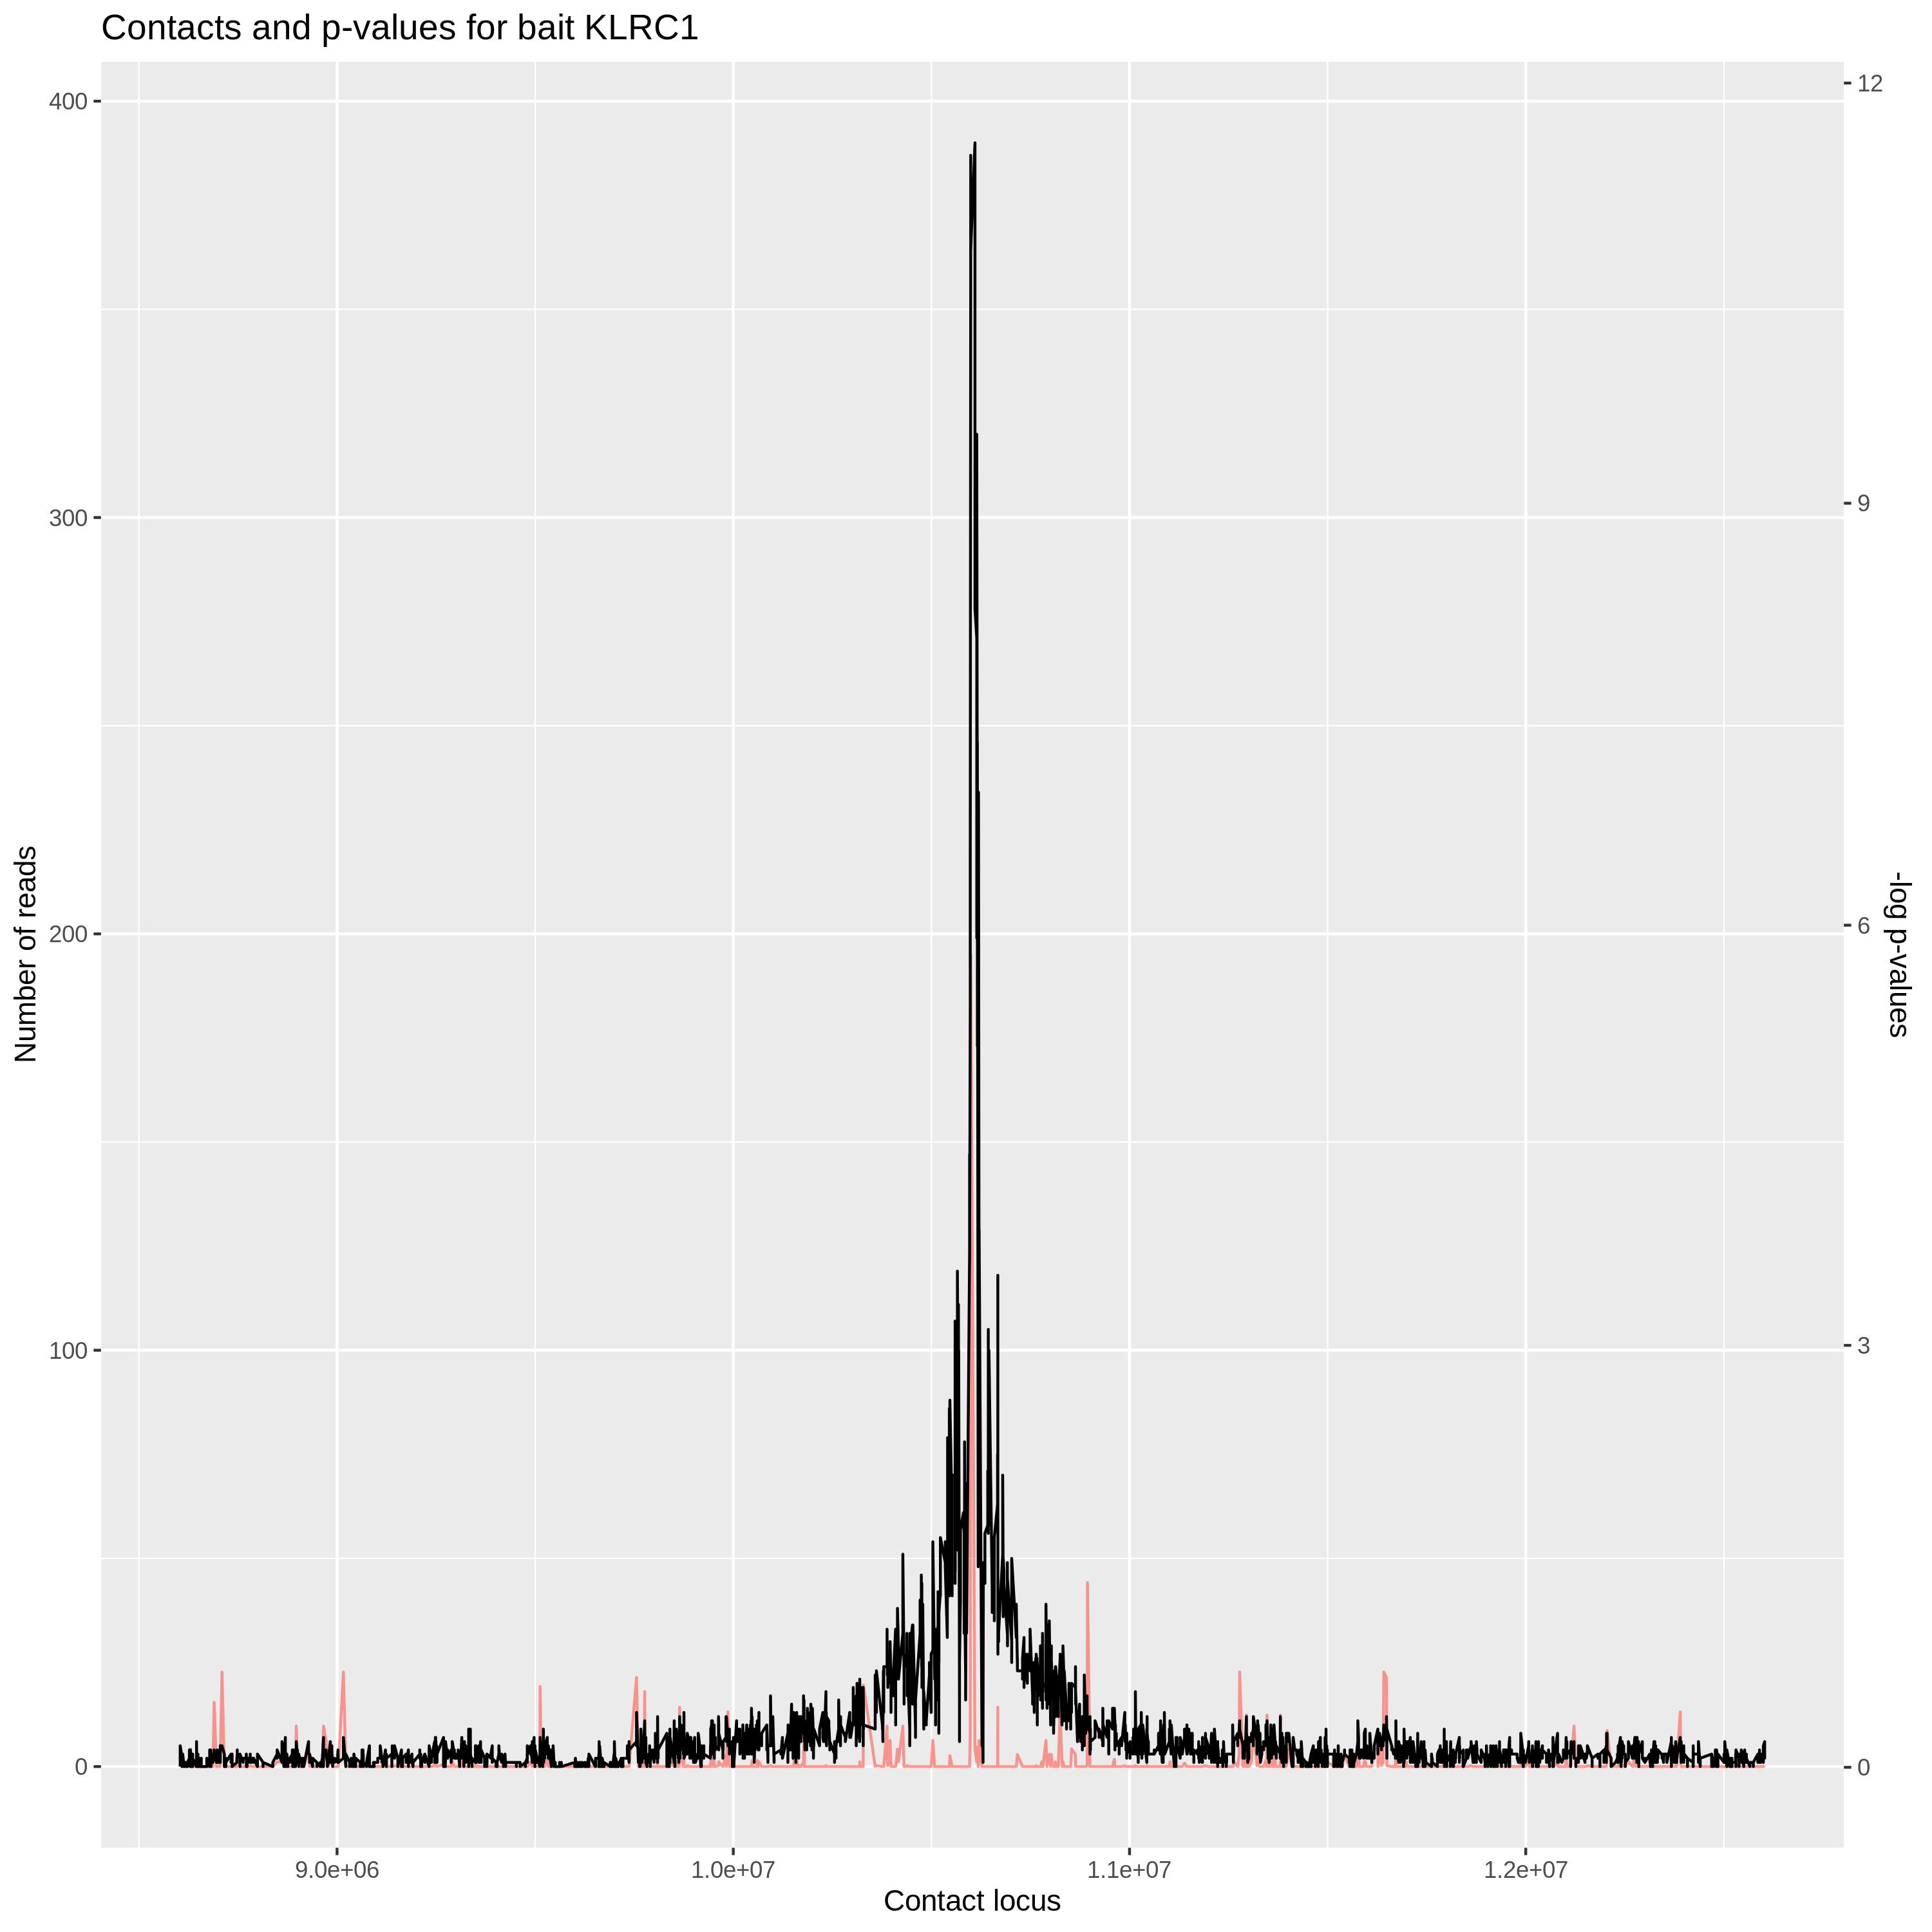 Contacts and p-values for bait KLRC1
400
300
200
100
0
12
9
6
3
0
Number of reads
-log p-values
9.0e+06
1.0e+07
1.1e+07
1.2e+07
Contact locus